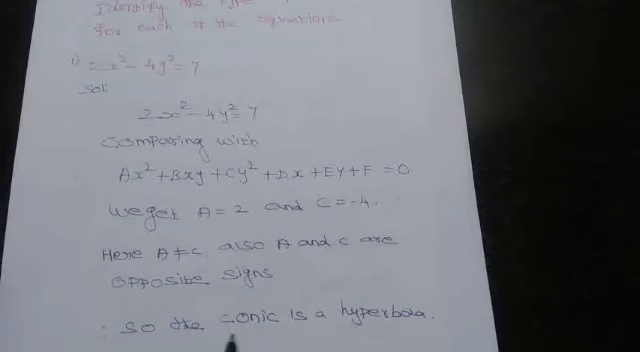 Identify the type
for each of the equations.
i) 2x² - 4y² = 7
Sol:
2x² - 4y² = 7
Comparing with
Ax² + Bxy + Cy² + Dx + Ey + F = 0
we get A = 2 and C = -4.
Here A ≠ C also A and C are
opposite signs
So the conic is a hyperbola.